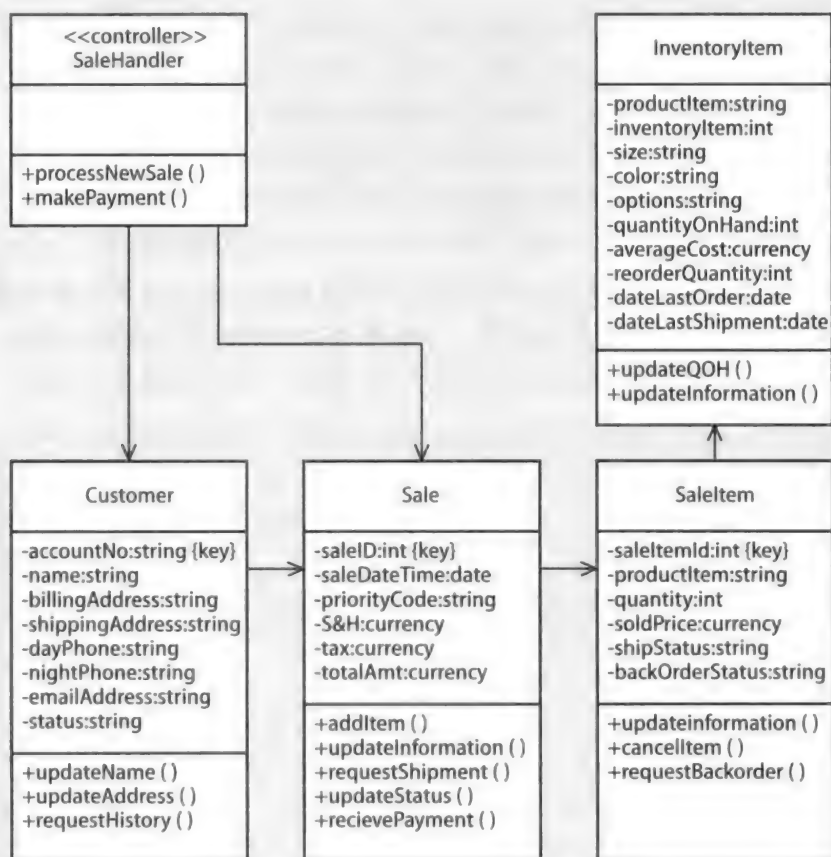 <<controller>>
SaleHandler
+processNewSale ( )
+makePayment ( )
InventoryItem
-productItem:string
-inventoryItem:int
-size:string
-color:string
-options:string
-quantityOnHand:int
-averageCost:currency
-reorderQuantity:int
-dateLastOrder:date
-dateLastShipment:date
+updateQOH ( )
+updateInformation ( )
Customer
-accountNo:string {key}
-name:string
-billingAddress:string
-shippingAddress:string
-dayPhone:string
-nightPhone:string
-emailAddress:string
-status:string
+updateName ( )
+updateAddress ( )
+requestHistory ( )
Sale
-saleID:int {key}
-saleDateTime:date
-priorityCode:string
-S&H:currency
-tax:currency
-totalAmt:currency
+addItem ( )
+updateInformation ( )
+requestShipment ( )
+updateStatus ( )
+recievePayment ( )
SaleItem
-saleItemId:int {key}
-productItem:string
-quantity:int
-soldPrice:currency
-shipStatus:string
-backOrderStatus:string
+updateinformation ( )
+cancelItem ( )
+requestBackorder ( )